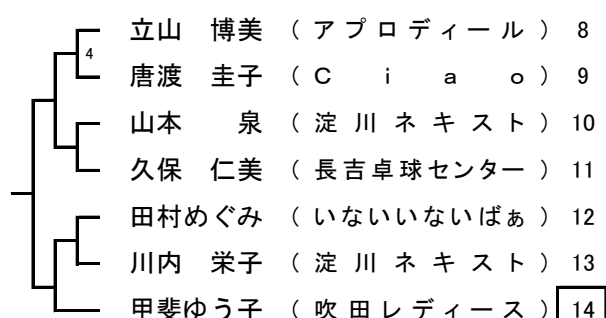 立山 博美 (アプロディール) 8
4
唐渡 圭子 (Ciao) 9
山本 泉 (淀川ネキスト) 10
久保 仁美 (長吉卓球センター) 11
田村めぐみ (いないいないばぁ) 12
川内 栄子 (淀川ネキスト) 13
甲斐ゆう子 (吹田レディース) 14